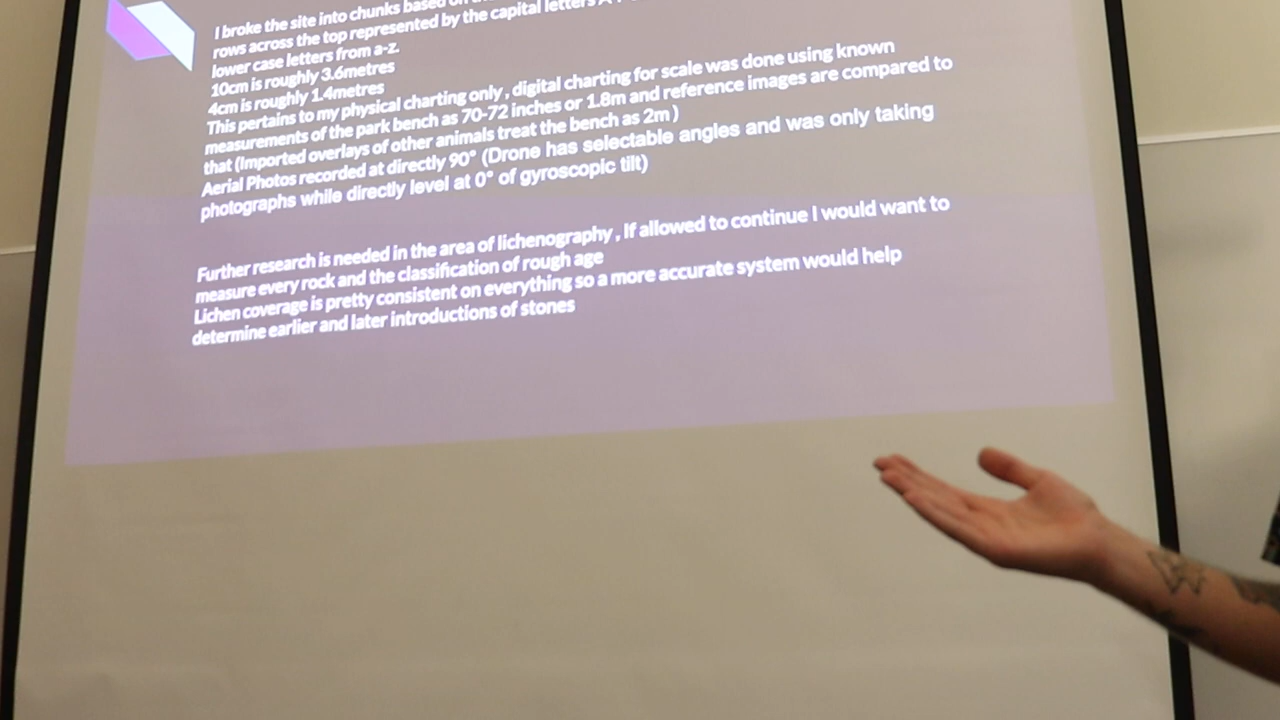 I broke the site into chunks based on
rows across the top represented by the capital letters A
lower case letters from a-z.
10cm is roughly 3.6metres
4cm is roughly 1.4metres
This pertains to my physical charting only , digital charting for scale was done using known
measurements of the park bench as 70-72 inches or 1.8m and reference images are compared to
that (Imported overlays of other animals treat the bench as 2m )
Aerial Photos recorded at directly 90° (Drone has selectable angles and was only taking
photographs while directly level at 0° of gyroscopic tilt)
Further research is needed in the area of lichenography , If allowed to continue I would want to
measure every rock and the classification of rough age
Lichen coverage is pretty consistent on everything so a more accurate system would help
determine earlier and later introductions of stones